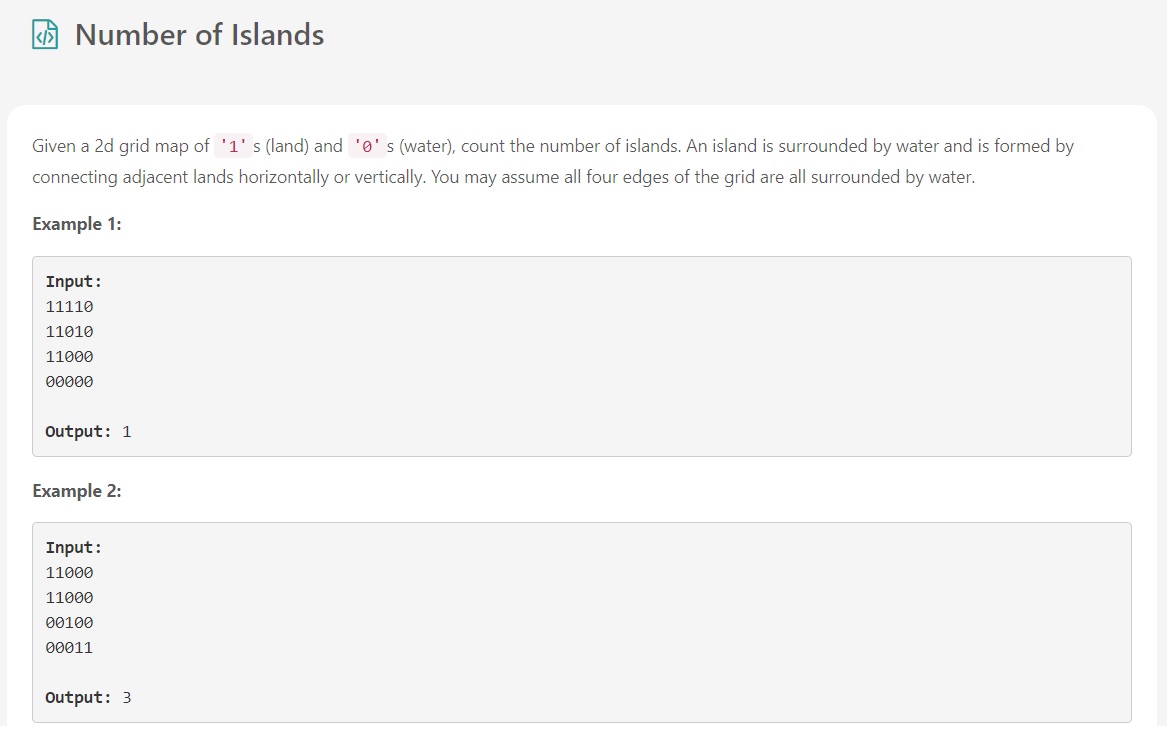 Number of Islands
Given a 2d grid map of '1's (land) and '0's (water), count the number of islands. An island is surrounded by water and is formed by
connecting adjacent lands horizontally or vertically. You may assume all four edges of the grid are all surrounded by water.
Example 1:
Input:
11110
11010
11000
00000
Output: 1
Example 2:
Input:
11000
11000
00100
00011
Output: 3